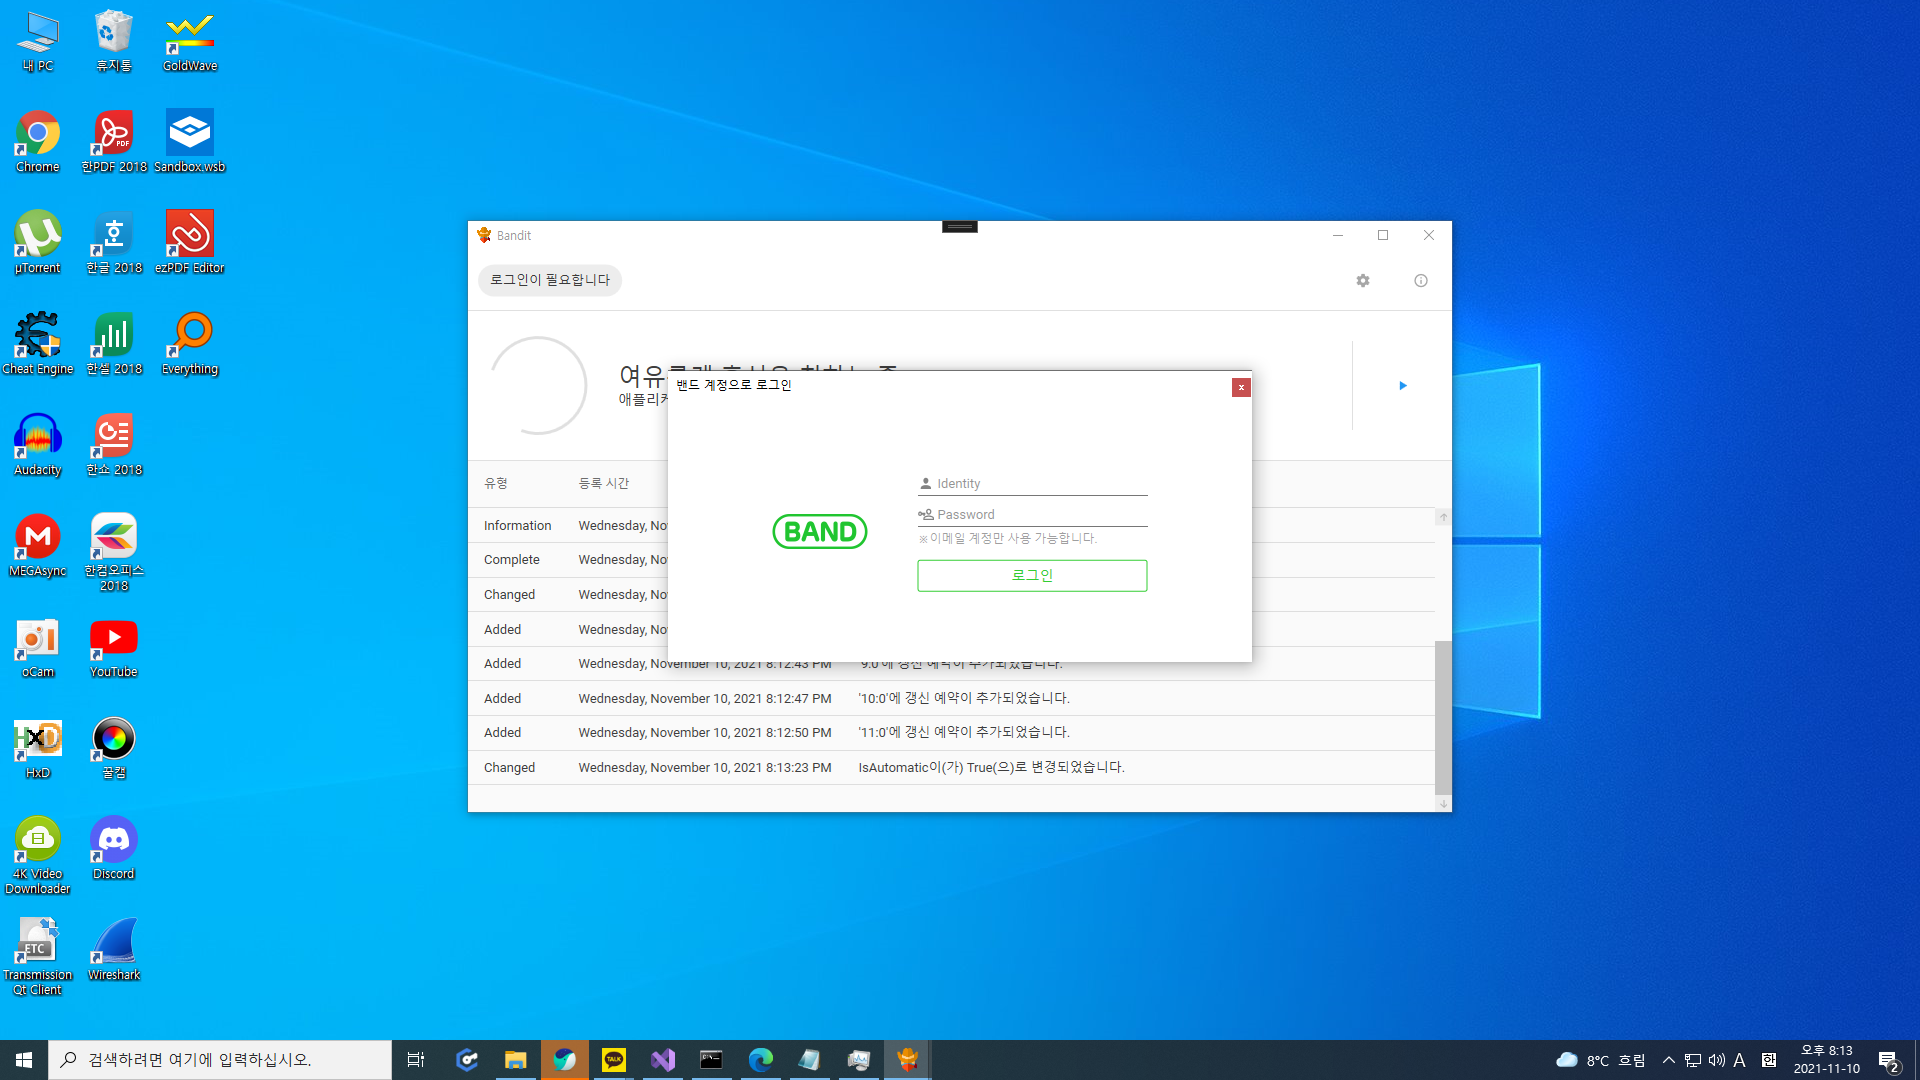 내 PC
휴지통
GoldWave
Chrome
한PDF 2018
Sandbox.wsb
µTorrent
한글 2018
ezPDF Editor
Cheat Engine
한셀 2018
Everything
Audacity
한쇼 2018
MEGAsync
한컴오피스
2018
oCam
YouTube
HxD
꿀캠
4K Video
Downloader
Discord
ETC
Transmission
Qt Client
Wireshark
Bandit
로그인이 필요합니다
애플리케
밴드 계정으로 로그인
x
BAND
Identity
Password
※이메일 계정만 사용 가능합니다.
로그인
유형 등록 시간
Information Wednesday, No
Complete Wednesday, No
Changed Wednesday, No
Added Wednesday, No
Added Wednesday, November 10, 2021 8:12:43 PM '9:0'에 갱신 예약이 추가되었습니다.
Added Wednesday, November 10, 2021 8:12:47 PM '10:0'에 갱신 예약이 추가되었습니다.
Added Wednesday, November 10, 2021 8:12:50 PM '11:0'에 갱신 예약이 추가되었습니다.
Changed Wednesday, November 10, 2021 8:13:23 PM IsAutomatic이(가) True(으)로 변경되었습니다.
검색하려면 여기에 입력하십시오.
TALK
8°C 흐림
A
한
오후 8:13
2021-11-10
2